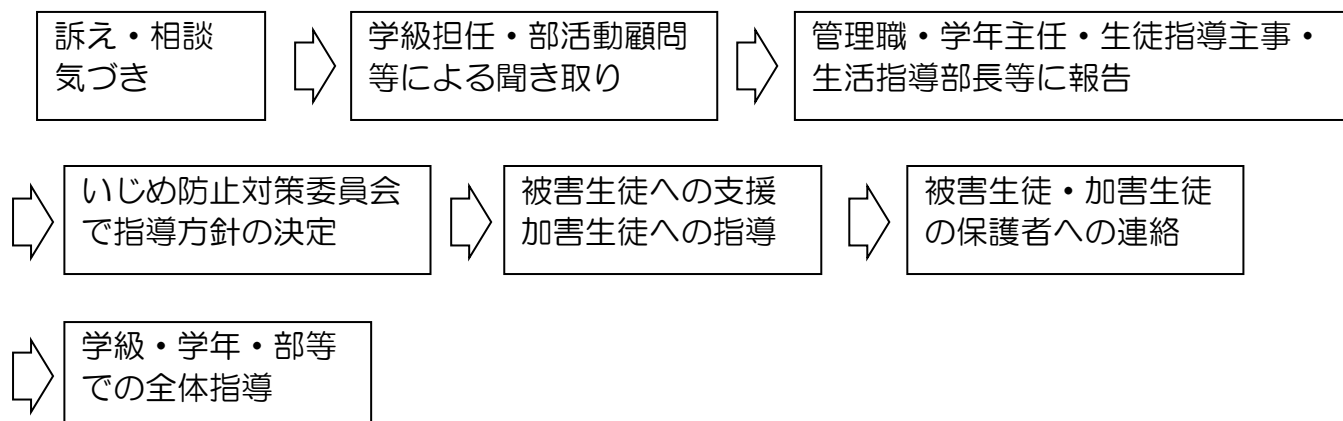 訴え・相談
気づき
学級担任・部活動顧問
等による聞き取り
管理職・学年主任・生徒指導主事・
生活指導部長等に報告
いじめ防止対策委員会
で指導方針の決定
被害生徒への支援
加害生徒への指導
被害生徒・加害生徒
の保護者への連絡
学級・学年・部等
での全体指導